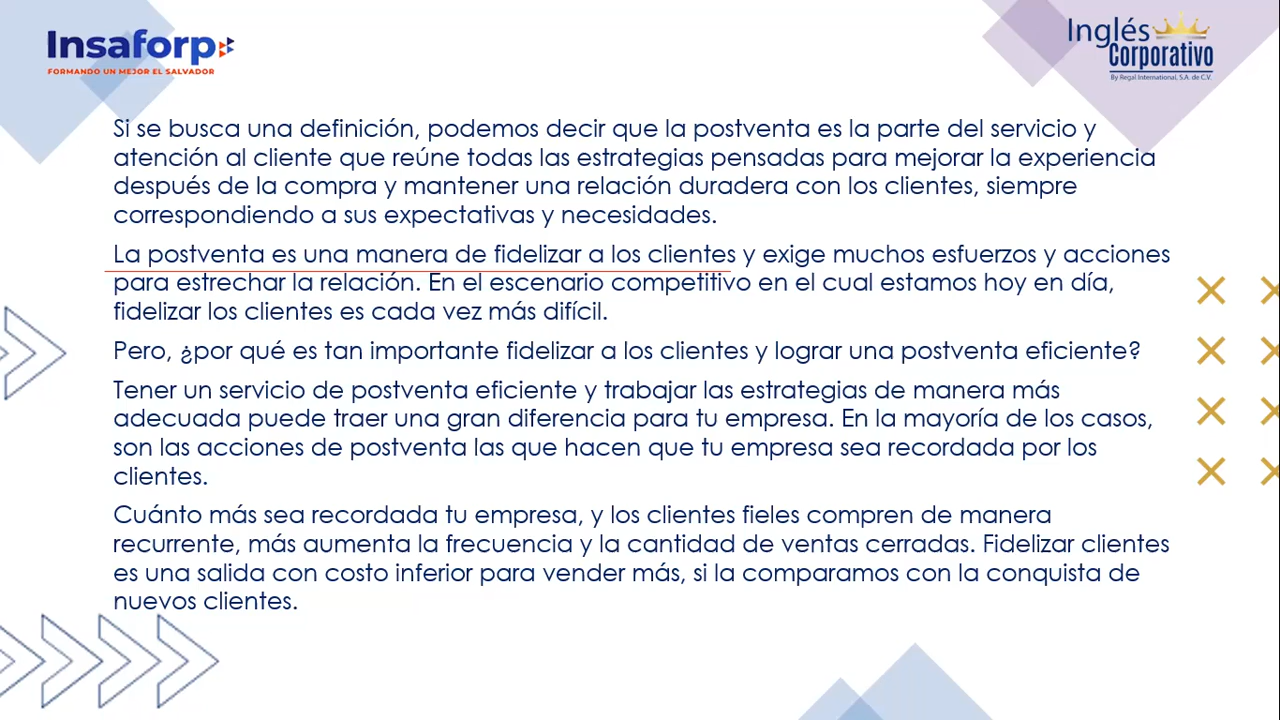 Insaforp
FORMANDO UN MEJOR EL SALVADOR
Inglés
Corporativo
By Regal International, S.A. de C.V.
Si se busca una definición, podemos decir que la postventa es la parte del servicio y
atención al cliente que reúne todas las estrategias pensadas para mejorar la experiencia
después de la compra y mantener una relación duradera con los clientes, siempre
correspondiendo a sus expectativas y necesidades.
La postventa es una manera de fidelizar a los clientes y exige muchos esfuerzos y acciones
para estrechar la relación. En el escenario competitivo en el cual estamos hoy en día,
fidelizar los clientes es cada vez más difícil.
Pero, ¿por qué es tan importante fidelizar a los clientes y lograr una postventa eficiente?
Tener un servicio de postventa eficiente y trabajar las estrategias de manera más
adecuada puede traer una gran diferencia para tu empresa. En la mayoría de los casos,
son las acciones de postventa las que hacen que tu empresa sea recordada por los
clientes.
Cuánto más sea recordada tu empresa, y los clientes fieles compren de manera
recurrente, más aumenta la frecuencia y la cantidad de ventas cerradas. Fidelizar clientes
es una salida con costo inferior para vender más, si la comparamos con la conquista de
nuevos clientes.